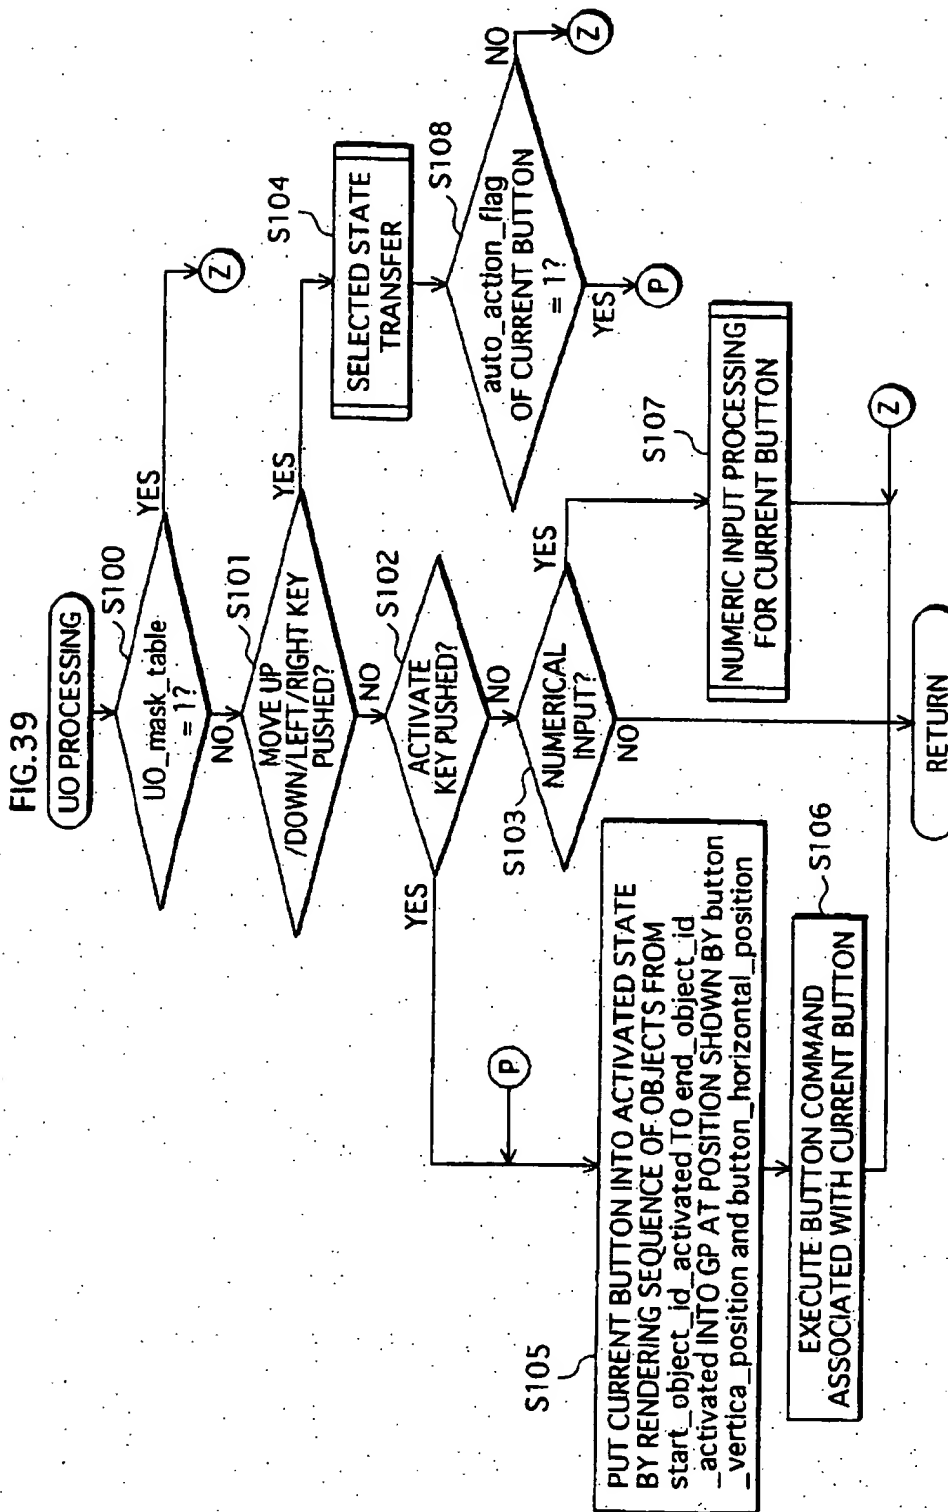 FIG.39
UO PROCESSING
S100
UO_mask_table
= 1?
YES
Z
NO
S101
MOVE UP
/DOWN/LEFT/RIGHT KEY
PUSHED?
YES
NO
S104
SELECTED STATE
TRANSFER
S108
auto_action_flag
OF CURRENT BUTTON
= 1?
NO
Z
YES
P
S102
ACTIVATE
KEY PUSHED?
YES
NO
S103
NUMERICAL
INPUT?
YES
NO
S107
NUMERIC INPUT PROCESSING
FOR CURRENT BUTTON
Z
P
S105
PUT CURRENT BUTTON INTO ACTIVATED STATE
BY RENDERING SEQUENCE OF OBJECTS FROM
start_object_id_activated TO end_object_id
_activated INTO GP AT POSITION SHOWN BY button
_vertica_position and button_horizontal_position
S106
EXECUTE BUTTON COMMAND
ASSOCIATED WITH CURRENT BUTTON
RETURN